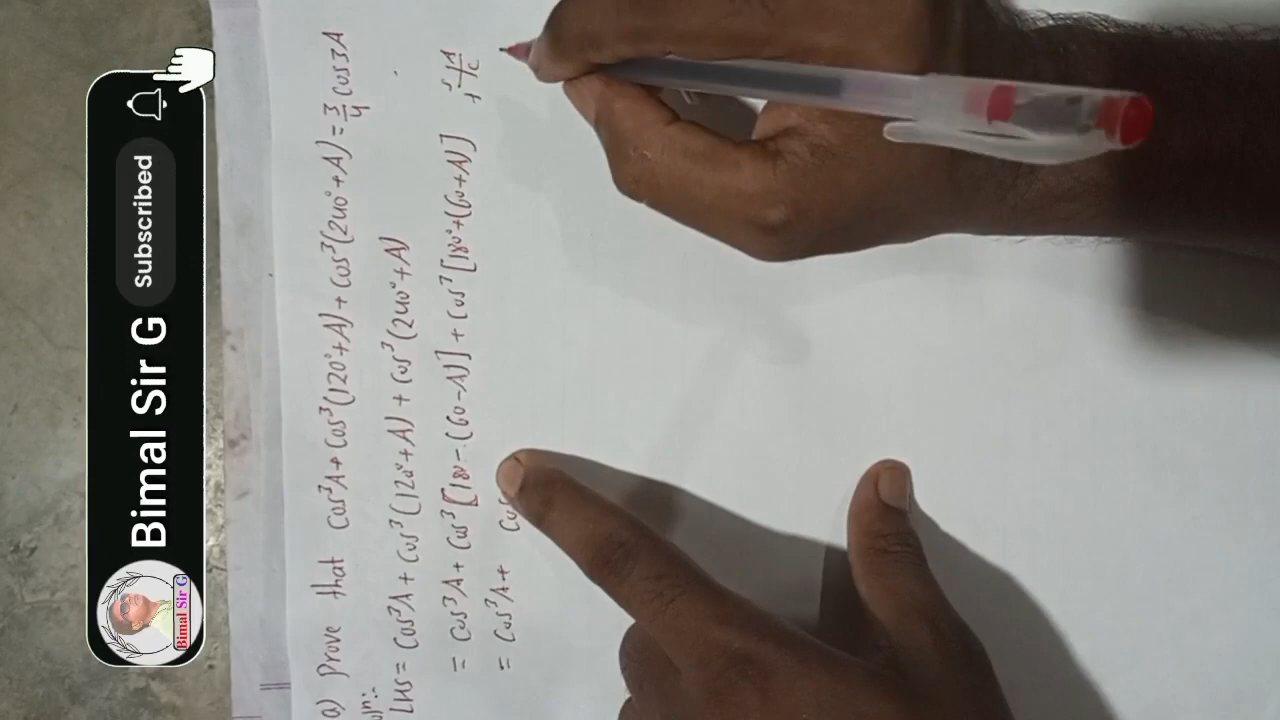 Bimal Sir G subscribed
Bimal Sir G
a) Prove that Cos³A + Cos³(120°+A) + Cos³(240°+A) = 3/4 Cos3A
LHS = Cos³A + Cos³(120°+A) + Cos³(240°+A)
= Cos³A + Cos³[180-(60-A)] + Cos³[180+(60+A)]
S A
T C
= Cos³A + Cos